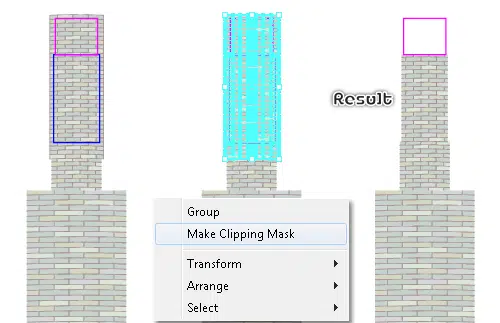 Result
Group
Make Clipping Mask
Transform
Arrange
Select